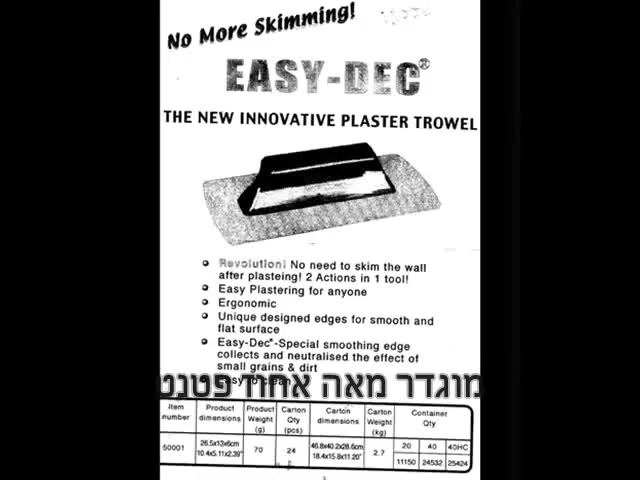 No More Skimming!
EASY-DEC®
THE NEW INNOVATIVE PLASTER TROWEL
Revolution! No need to skim the wall
after plasteing! 2 Actions in 1 tool!
Easy Plastering for anyone
Ergonomic
Unique designed edges for smooth and
flat surface
Easy-Dec®-Special smoothing edge
collects and neutralised the effect of
small grains & dirt
Easy to clean
מוגדר מאה אחוז פטנט
Item number Product dimensions Product Weight (g) Carton Qty (pcs) Carton dimensions Carton Weight (kg) Container Qty
20 40 40HC
50001 26.5x13x6cm 10.4x5.11x2.39" 70 24 46.8x40.2x28.6cm 18.4x15.8x11.20" 2.7 11150 24532 25424